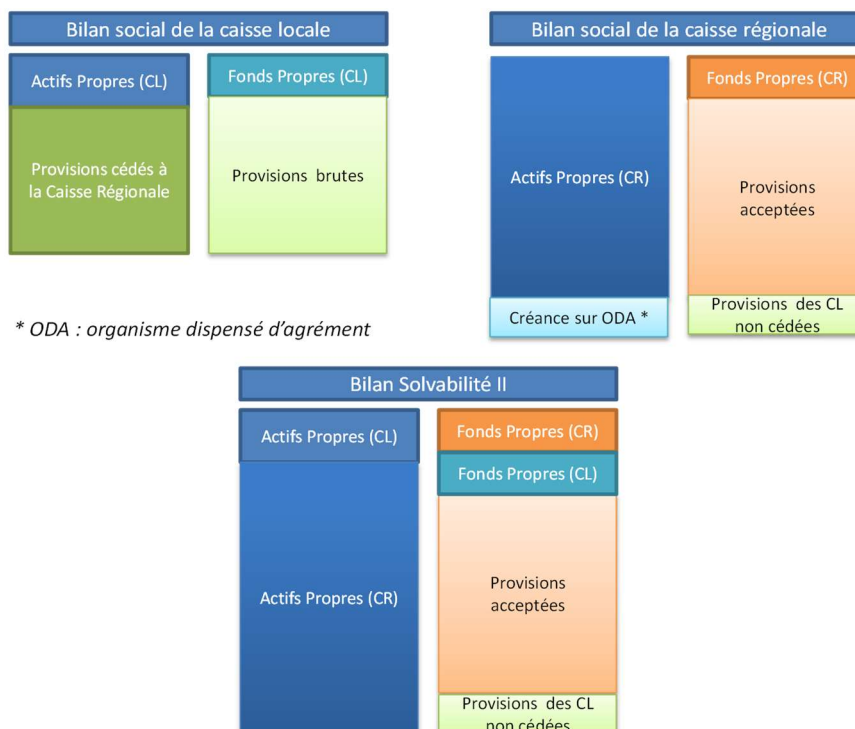 Bilan social de la caisse locale
Actifs Propres (CL)
Fonds Propres (CL)
Provisions cédés à
la Caisse Régionale
Provisions brutes
* ODA : organisme dispensé d'agrément
Bilan social de la caisse régionale
Actifs Propres (CR)
Fonds Propres (CR)
Provisions
acceptées
Créance sur ODA *
Provisions des CL
non cédées
Bilan Solvabilité II
Actifs Propres (CL)
Fonds Propres (CR)
Fonds Propres (CL)
Actifs Propres (CR)
Provisions
acceptées
Provisions des CL
non cédées